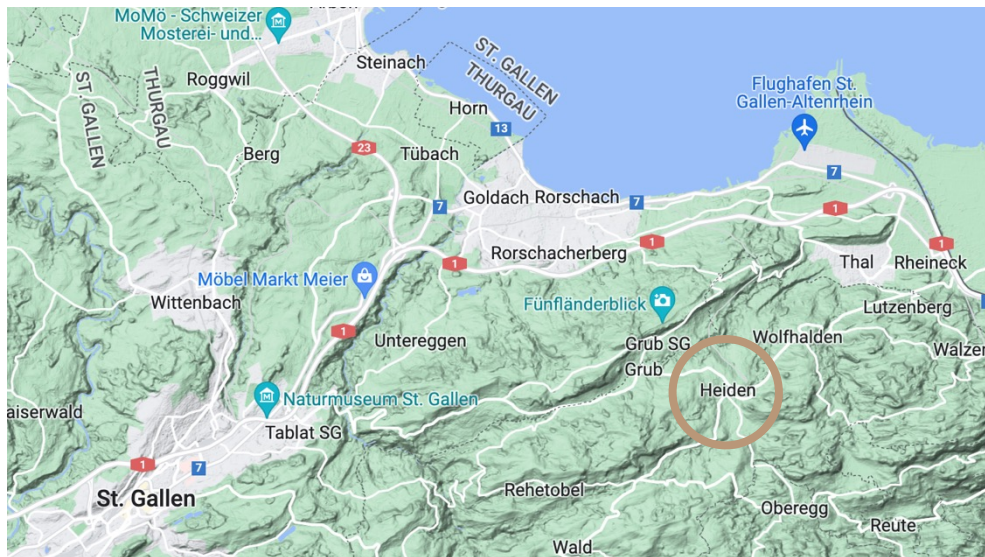 MoMö - Schweizer
Mosterei- und...
Steinach
ST. GALLEN
THURGAU
Roggwil
ST. GALLEN
THURGAU
Horn
13
Flughafen St.
Gallen-Altenrhein
Berg
23
Tübach
7
7
Goldach
Rorschach
7
1
1
Rorschacherberg
1
1
Thal
Rheineck
Möbel Markt Meier
Wittenbach
Fünfländerblick
Lutzenberg
1
Untereggen
Grub SG
Wolfhalden
Grub
Heiden
Naturmuseum St. Gallen
Tablat SG
1
7
St. Gallen
Rehetobel
Oberegg
Reute
Wald